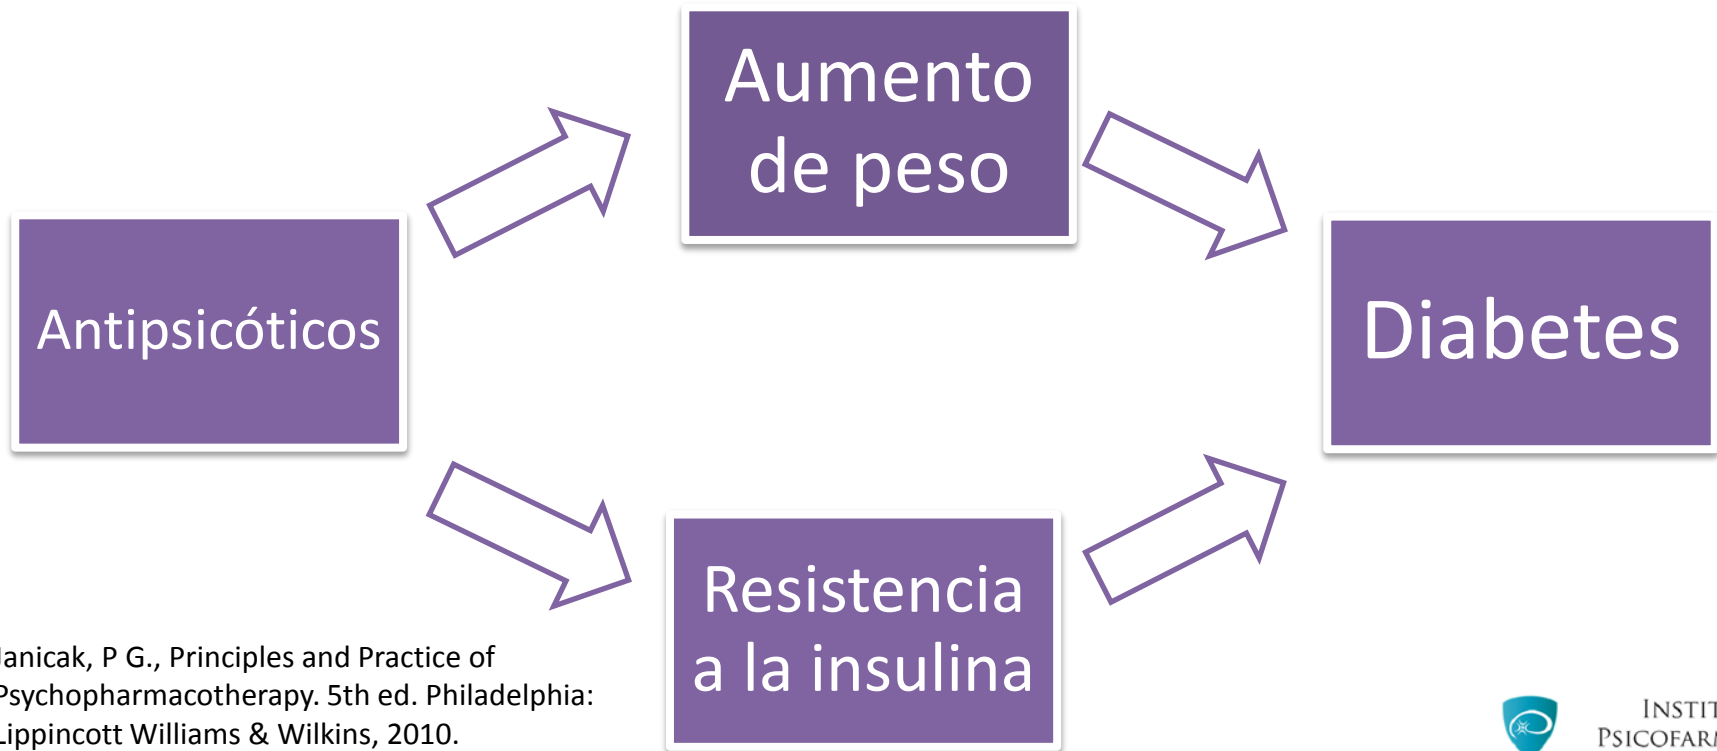 Aumento
de peso
Antipsicóticos
Diabetes
Resistencia
a la insulina
Janicak, P G., Principles and Practice of
Psychopharmacotherapy. 5th ed. Philadelphia:
Lippincott Williams & Wilkins, 2010.